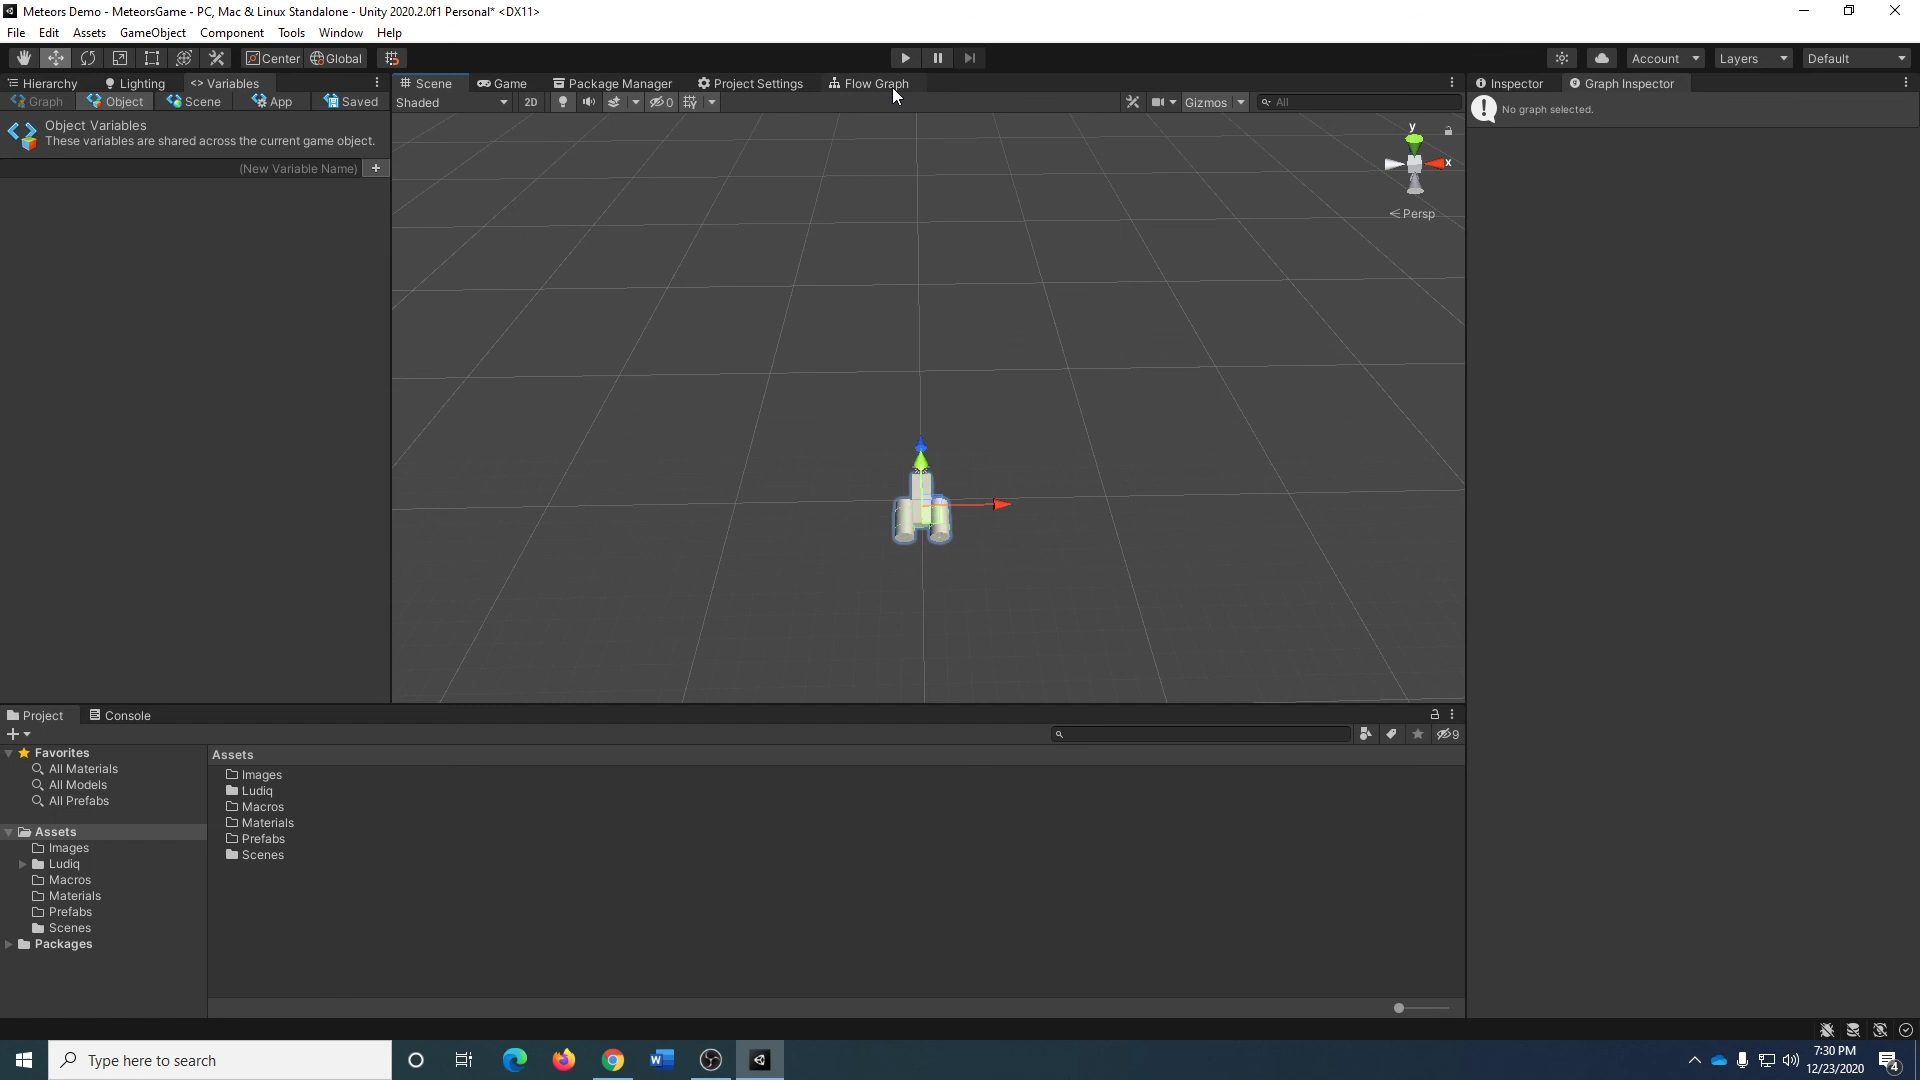 Meteors Demo - MeteorsGame - PC, Mac & Linux Standalone - Unity 2020.2.0f1 Personal* <DX11>
File Edit Assets GameObject Component Tools Window Help
Center Global Account Layers Default
Hierarchy Lighting <> Variables Scene Game Package Manager Project Settings Flow Graph Inspector Graph Inspector
Graph Object Scene App Saved Shaded 2D 0 Gizmos All
No graph selected.
Object Variables
These variables are shared across the current game object.
(New Variable Name) +
y
x
Persp
Project Console
9
Favorites
All Materials
All Models
All Prefabs
Assets
Images
Ludiq
Macros
Materials
Prefabs
Scenes
Packages
Assets
Images
Ludiq
Macros
Materials
Prefabs
Scenes
Type here to search
7:30 PM
12/23/2020
4